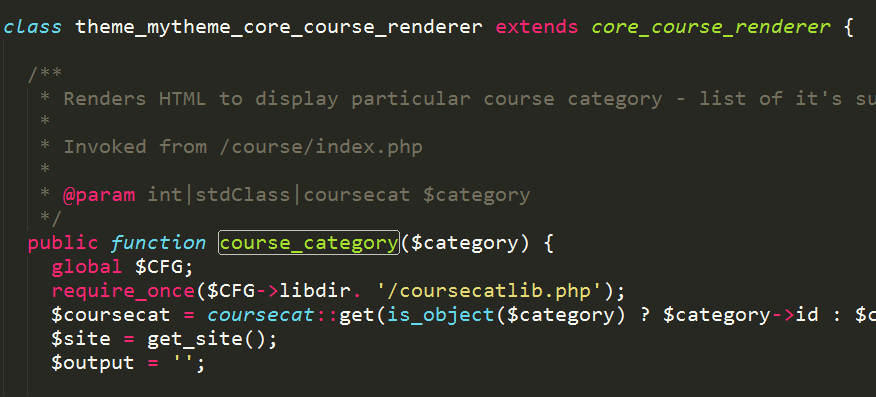 class theme_mytheme_core_course_renderer extends core_course_renderer {
/**
* Renders HTML to display particular course category - list of it's su
*
* Invoked from /course/index.php
*
* @param int|stdClass|coursecat $category
*/
public function course_category($category) {
global $CFG;
require_once($CFG->libdir. '/coursecatlib.php');
$coursecat = coursecat::get(is_object($category) ? $category->id : $c
$site = get_site();
$output = '';